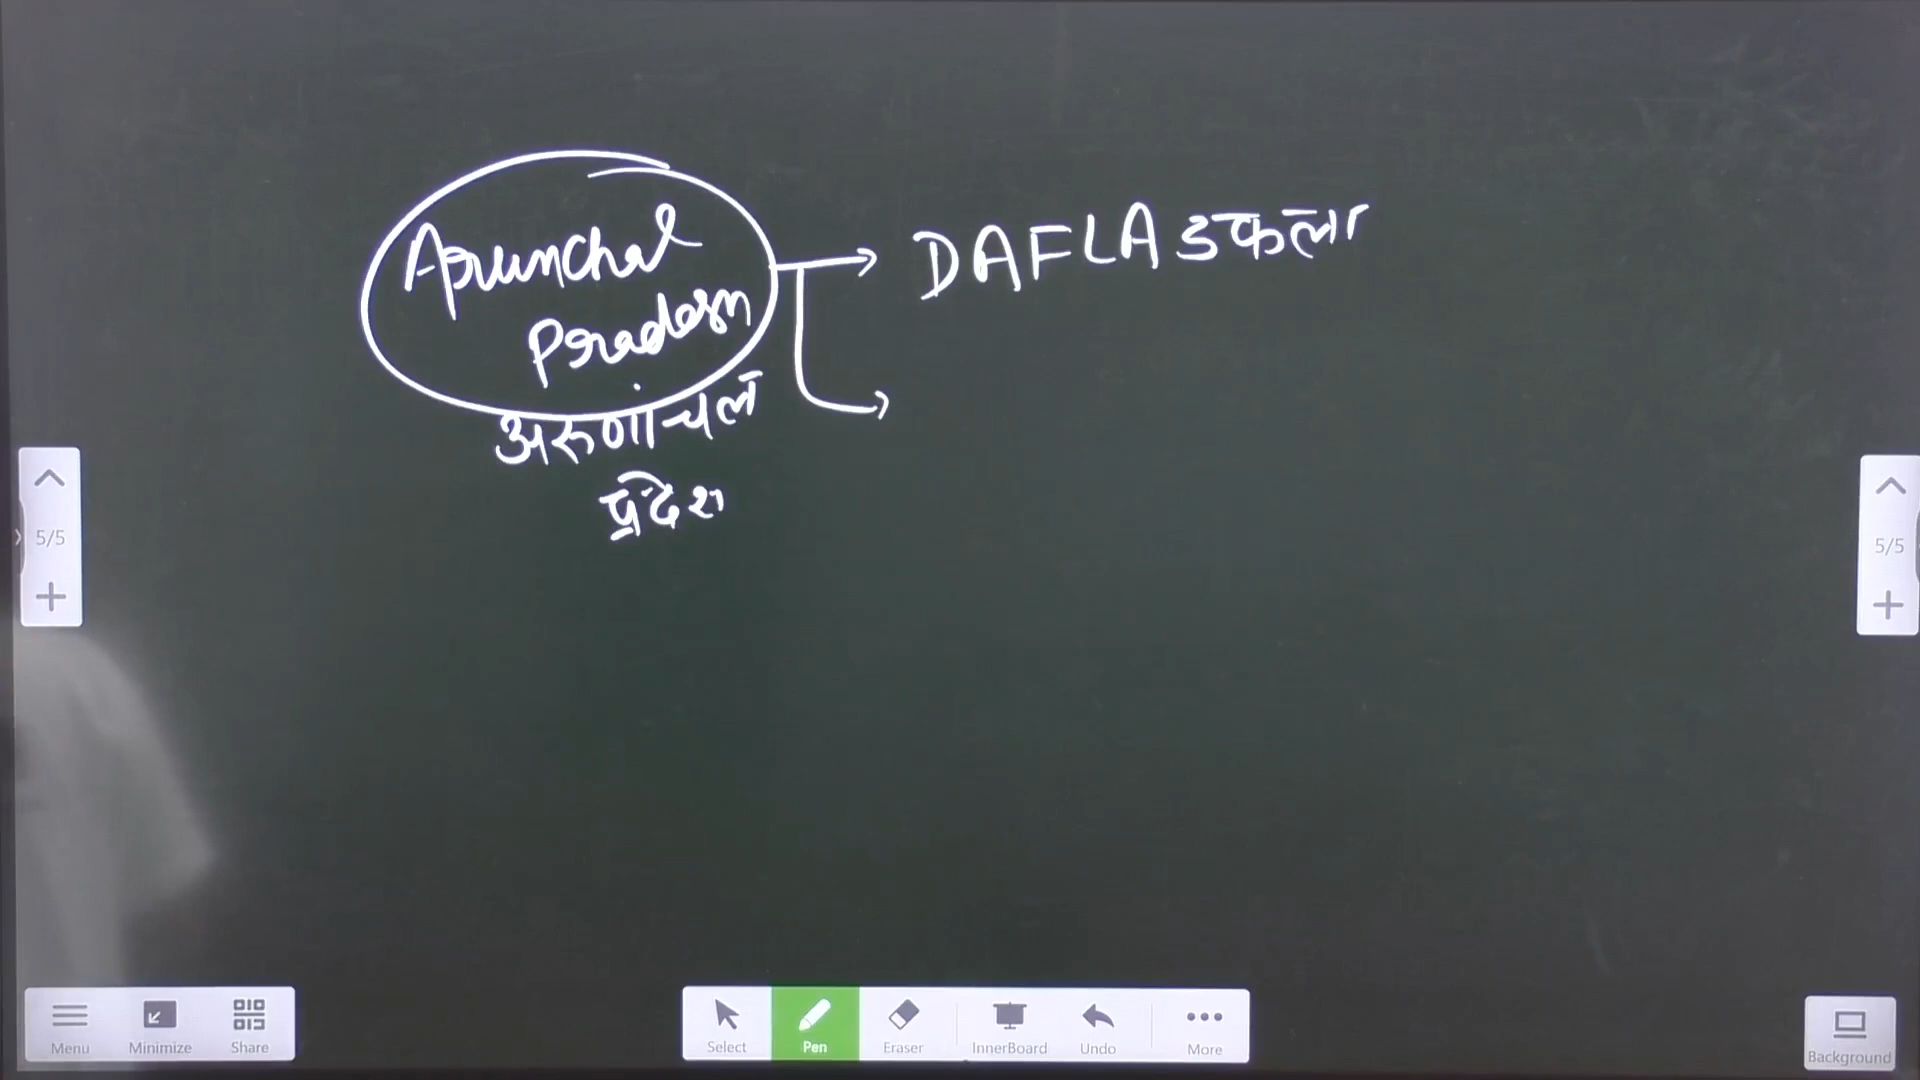 Arunchal
Pradesh
अरुणांचल
प्रदेश
DAFLA डफला
5/5
5/5
Menu
Minimize
Share
Select
Pen
Eraser
InnerBoard
Undo
More
Background